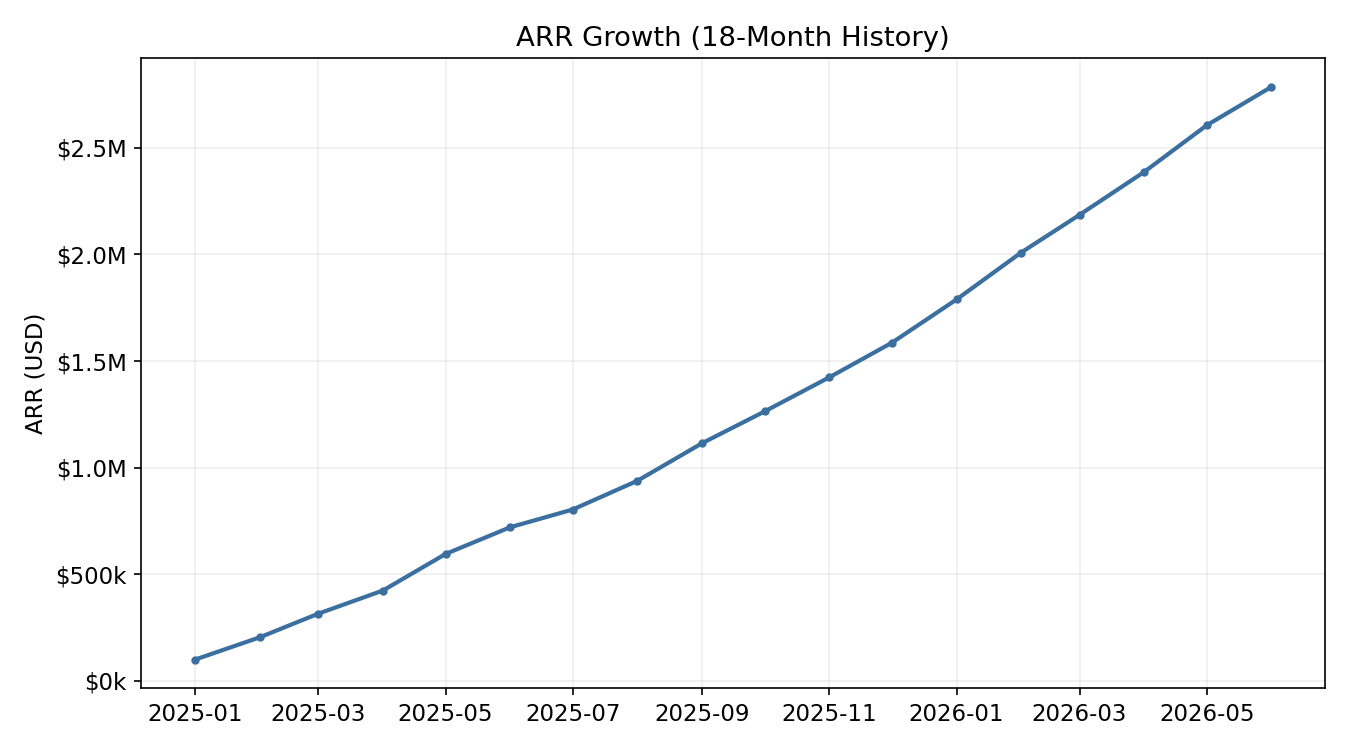 ARR Growth (18-Month History)
ARR (USD)
$2.5M
$2.0M
$1.5M
$1.0M
$500k
$0k
2025-01 2025-03 2025-05 2025-07 2025-09 2025-11 2026-01 2026-03 2026-05